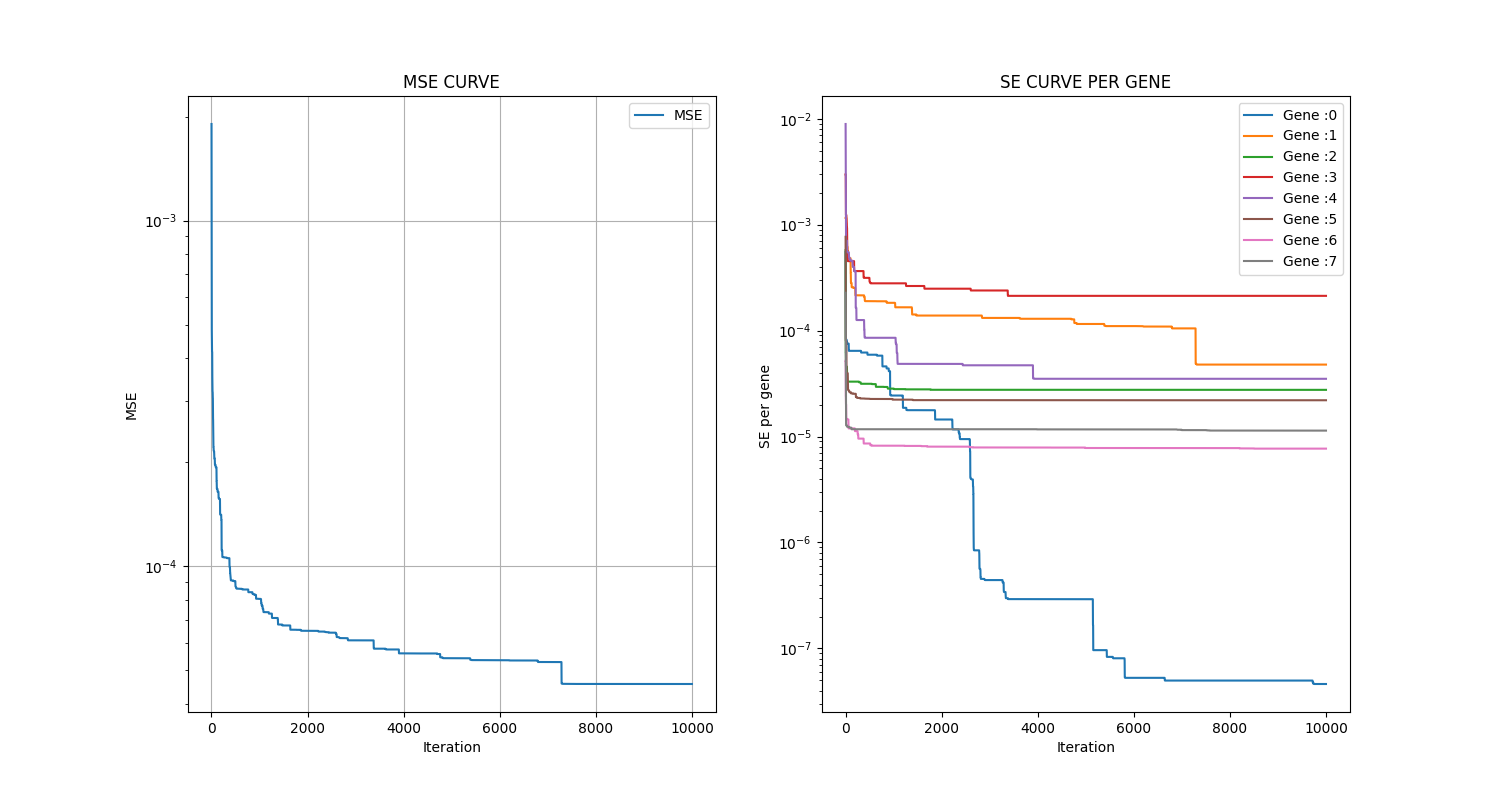 MSE CURVE
MSE
MSE
10⁻³
10⁻⁴
0
2000
4000
6000
8000
10000
Iteration
SE CURVE PER GENE
Gene :0
Gene :1
Gene :2
Gene :3
Gene :4
Gene :5
Gene :6
Gene :7
SE per gene
10⁻²
10⁻³
10⁻⁴
10⁻⁵
10⁻⁶
10⁻⁷
0
2000
4000
6000
8000
10000
Iteration